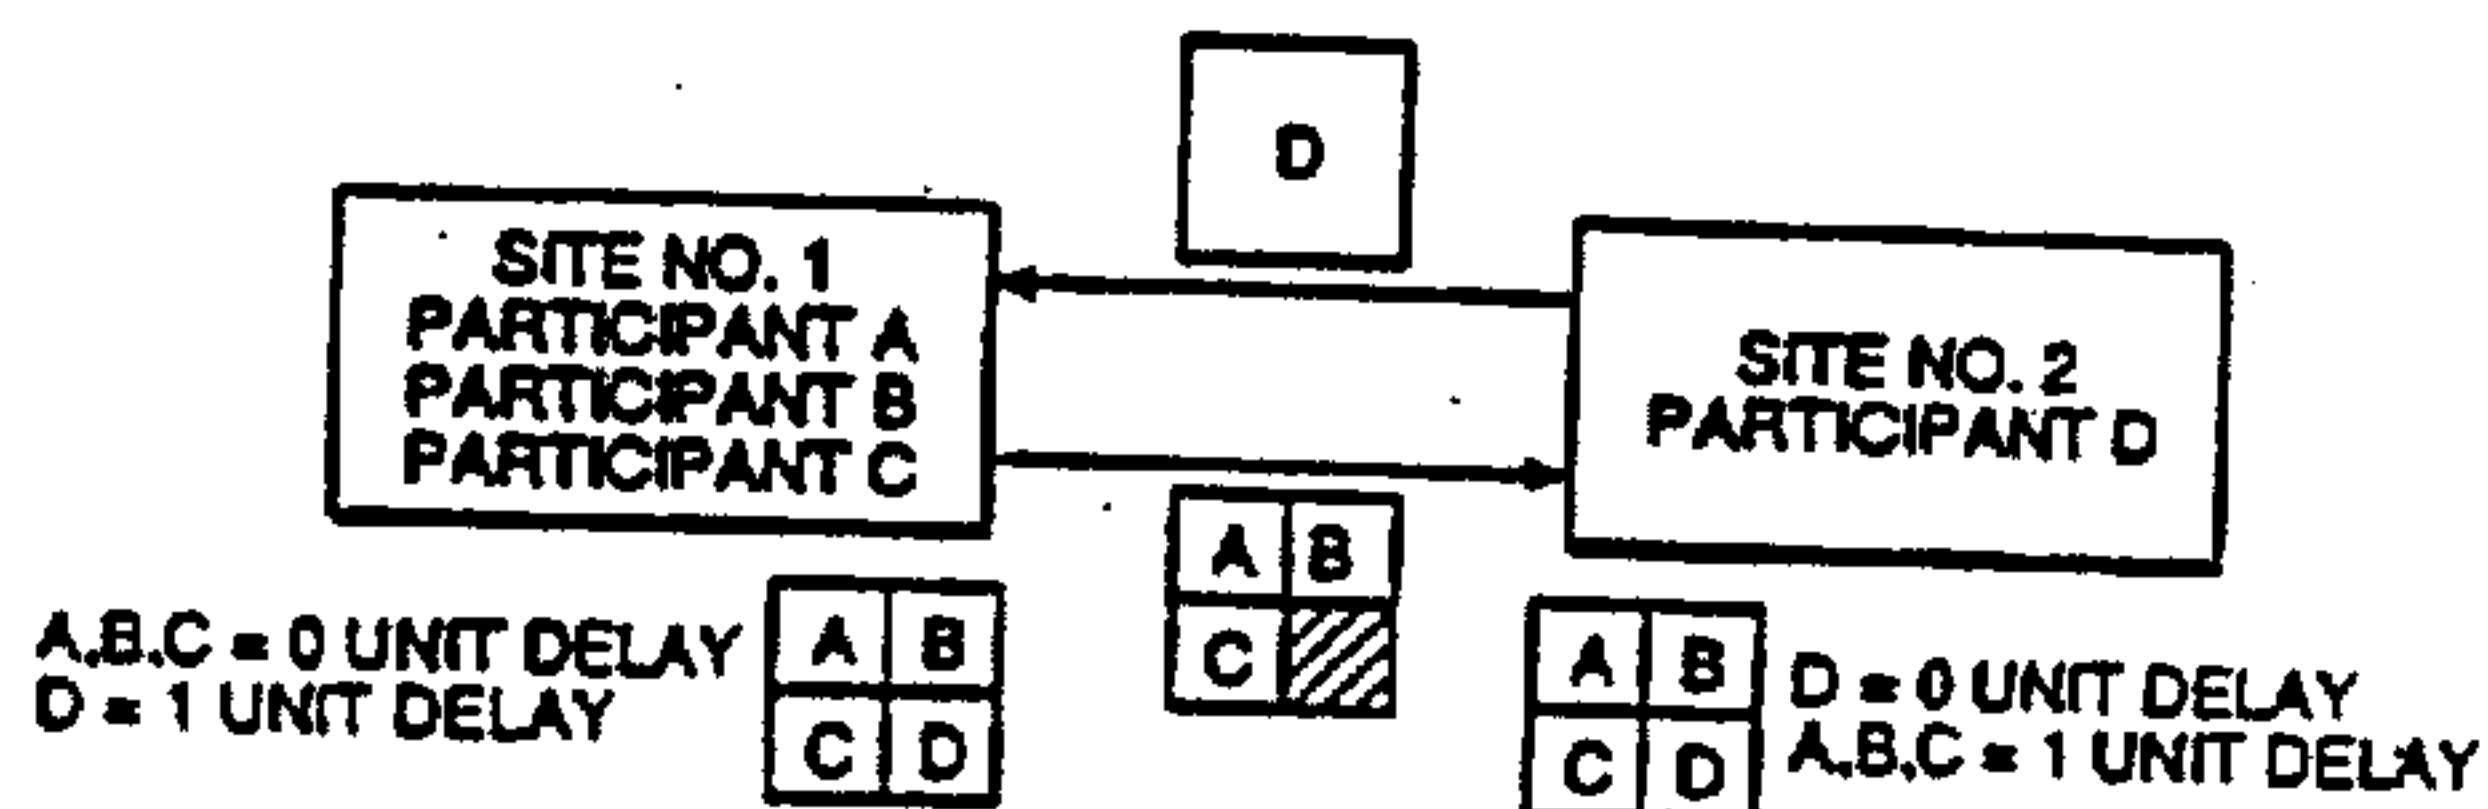 D
SITE NO. 1
PARTICIPANT A
PARTICIPANT B
PARTICIPANT C
SITE NO. 2
PARTICIPANT D
A B
C
A.B.C = 0 UNIT DELAY
D = 1 UNIT DELAY
A B
C D
A B
C D
D = 0 UNIT DELAY
A.B.C = 1 UNIT DELAY